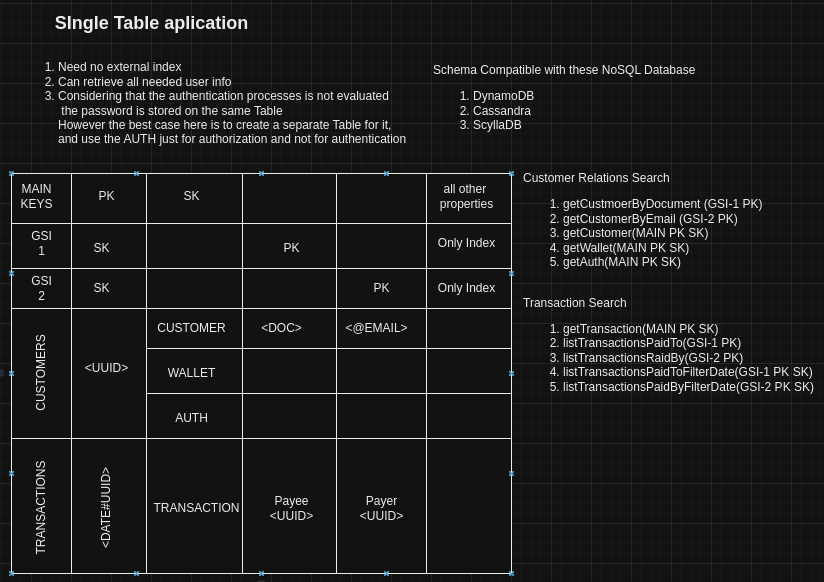 SIngle Table aplication
1. Need no external index
2. Can retrieve all needed user info
3. Considering that the authentication processes is not evaluated
the password is stored on the same Table
However the best case here is to create a separate Table for it,
and use the AUTH just for authorization and not for authentication
Schema Compatible with these NoSQL Database
1. DynamoDB
2. Cassandra
3. ScyllaDB
MAIN
KEYS
PK
SK
all other
properties
GSI
1
SK
PK
Only Index
GSI
2
SK
PK
Only Index
CUSTOMERS
<UUID>
CUSTOMER
<DOC>
<@EMAIL>
WALLET
AUTH
TRANSACTIONS
<DATE#UUID>
TRANSACTION
Payee
<UUID>
Payer
<UUID>
Customer Relations Search
1. getCustmoerByDocument (GSI-1 PK)
2. getCustomerByEmail (GSI-2 PK)
3. getCustomer(MAIN PK SK)
4. getWallet(MAIN PK SK)
5. getAuth(MAIN PK SK)
Transaction Search
1. getTransaction(MAIN PK SK)
2. listTransactionsPaidTo(GSI-1 PK)
3. listTransactionsRaidBy(GSI-2 PK)
4. listTransactionsPaidToFilterDate(GSI-1 PK SK)
5. listTransactionsPaidByFilterDate(GSI-2 PK SK)